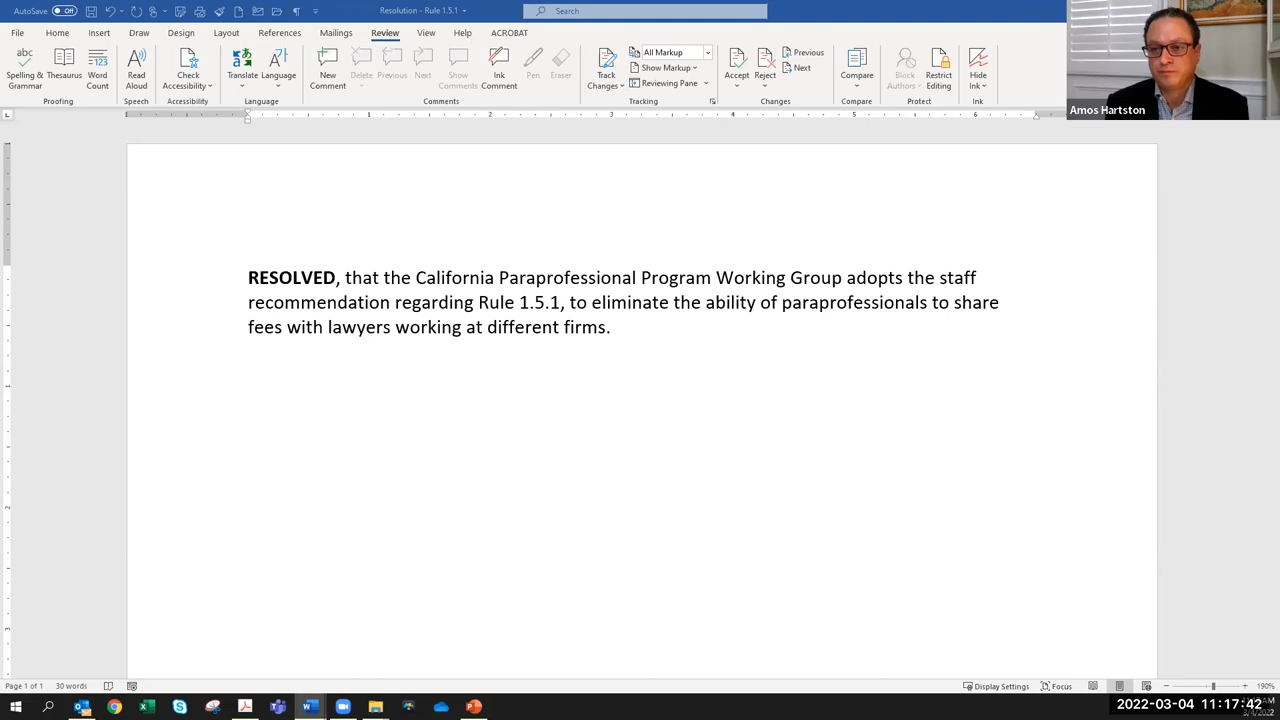 AutoSave Off Resolution - Rule 1.5.1 Search
File Home Insert Draw Design Layout References Mailings Review View Help ACROBAT
Spelling & Grammar Thesaurus Word Count Read Aloud Check Accessibility Translate Language New Comment Delete Previous Next Show Comments Ink Comment Pen Eraser Track Changes All Markup Show Markup Reviewing Pane Accept Reject Previous Next Compare Block Authors Restrict Editing Hide Ink
Proofing Speech Accessibility Language Comments Tracking Changes Compare Protect Ink
Amos Hartston
RESOLVED, that the California Paraprofessional Program Working Group adopts the staff
recommendation regarding Rule 1.5.1, to eliminate the ability of paraprofessionals to share
fees with lawyers working at different firms.
Page 1 of 1 30 words Display Settings Focus 190%
2022-03-04 11:17:42